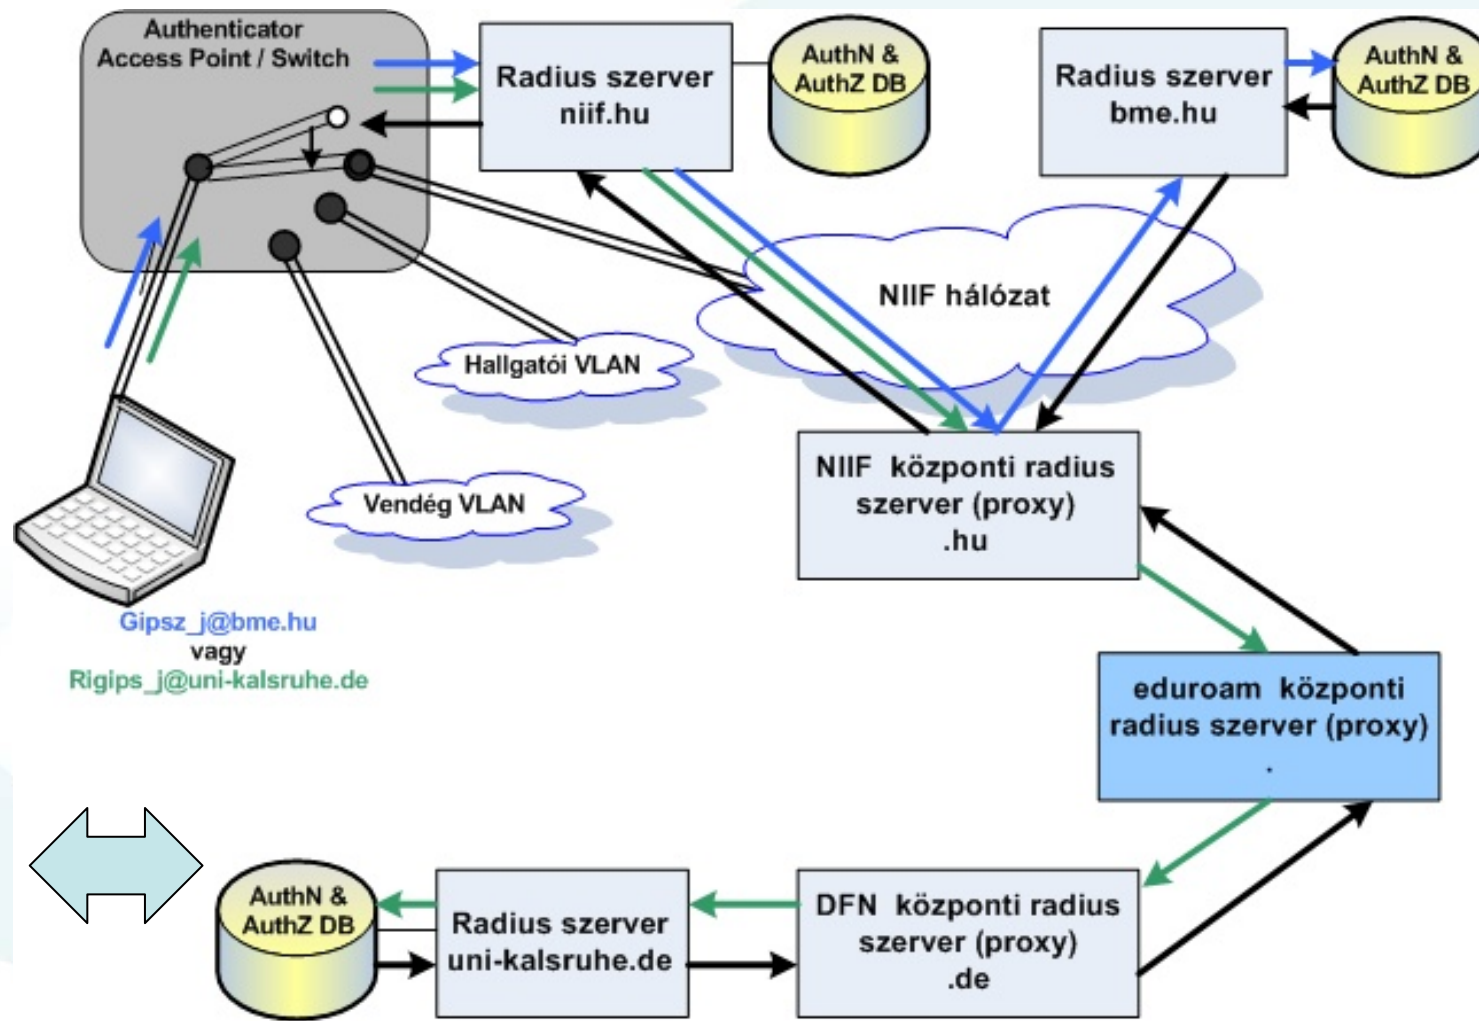 Authenticator
Access Point / Switch
Radius szerver
niif.hu
AuthN &
AuthZ DB
Radius szerver
bme.hu
AuthN &
AuthZ DB
NIIF hálózat
Hallgatói VLAN
Vendég VLAN
NIIF központi radius
szerver (proxy)
.hu
Gipsz_j@bme.hu
vagy
Rigips_j@uni-kalsruhe.de
eduroam központi
radius szerver (proxy)
.
AuthN &
AuthZ DB
Radius szerver
uni-kalsruhe.de
DFN központi radius
szerver (proxy)
.de